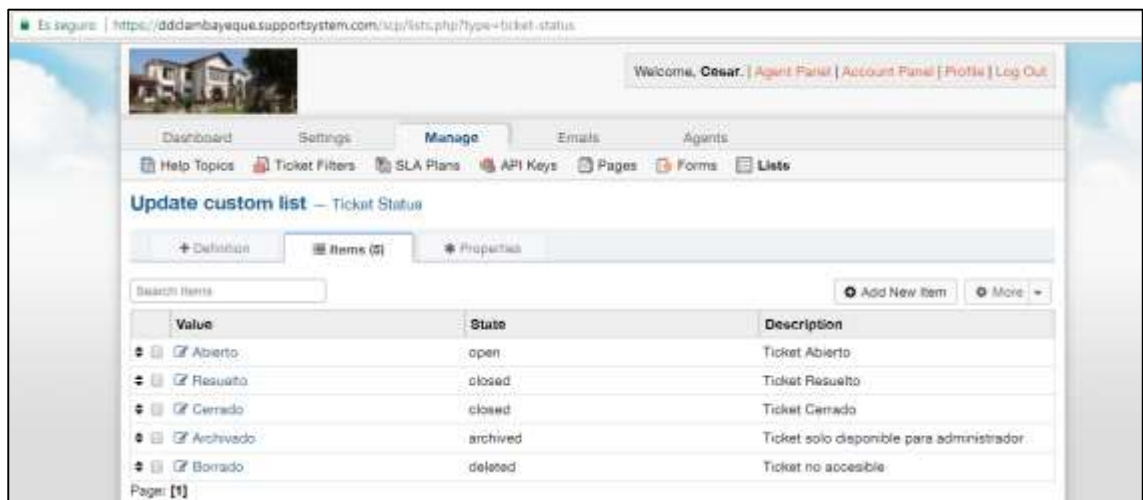 Es seguro | https://ddclambayeque.supportsystem.com/scp/lists.php?type=ticket-status
Welcome, Cesar. | Agent Panel | Account Panel | Profile | Log Out
Dashboard Settings Manage Emails Agents
Help Topics Ticket Filters SLA Plans API Keys Pages Forms Lists
Update custom list — Ticket Status
Definition Items (5) Properties
Search items
Add New Item More
Value State Description
Abierto open Ticket Abierto
Resuelto closed Ticket Resuelto
Cerrado closed Ticket Cerrado
Archivado archived Ticket solo disponible para administrador
Borrado deleted Ticket no accesible
Page: [1]